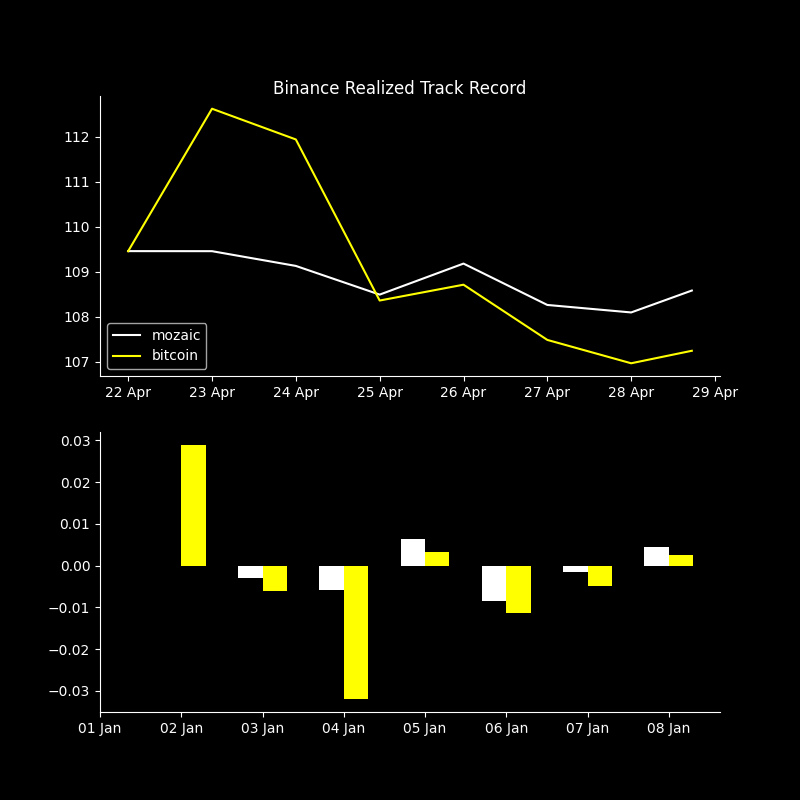 Binance Realized Track Record
112
111
110
109
108
107
mozaic
bitcoin
22 Apr 23 Apr 24 Apr 25 Apr 26 Apr 27 Apr 28 Apr 29 Apr
0.03
0.02
0.01
0.00
−0.01
−0.02
−0.03
01 Jan 02 Jan 03 Jan 04 Jan 05 Jan 06 Jan 07 Jan 08 Jan